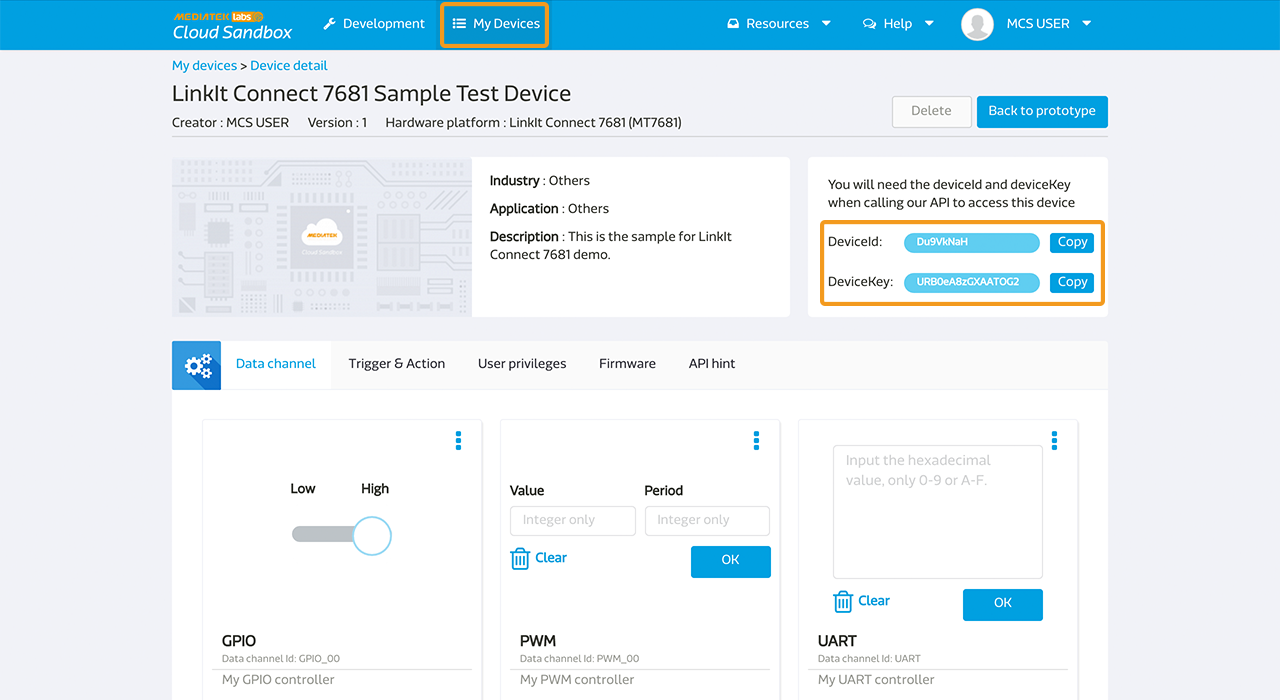 MEDIATEK labs
Cloud Sandbox
Development
My Devices
Resources
Help
MCS USER
My devices > Device detail
LinkIt Connect 7681 Sample Test Device
Creator : MCS USER Version : 1 Hardware platform : LinkIt Connect 7681 (MT7681)
Delete
Back to prototype
MEDIATEK
Cloud Sandbox
Industry : Others
Application : Others
Description : This is the sample for LinkIt
Connect 7681 demo.
You will need the deviceId and deviceKey
when calling our API to access this device
DeviceId: Du9VkNaH Copy
DeviceKey: URB0eA8zGXAATOG2 Copy
Data channel
Trigger & Action
User privileges
Firmware
API hint
Low High
GPIO
Data channel Id: GPIO_00
My GPIO controller
Value Period
Integer only Integer only
Clear OK
PWM
Data channel Id: PWM_00
My PWM controller
Input the hexadecimal
value, only 0-9 or A-F.
Clear OK
UART
Data channel Id: UART
My UART controller